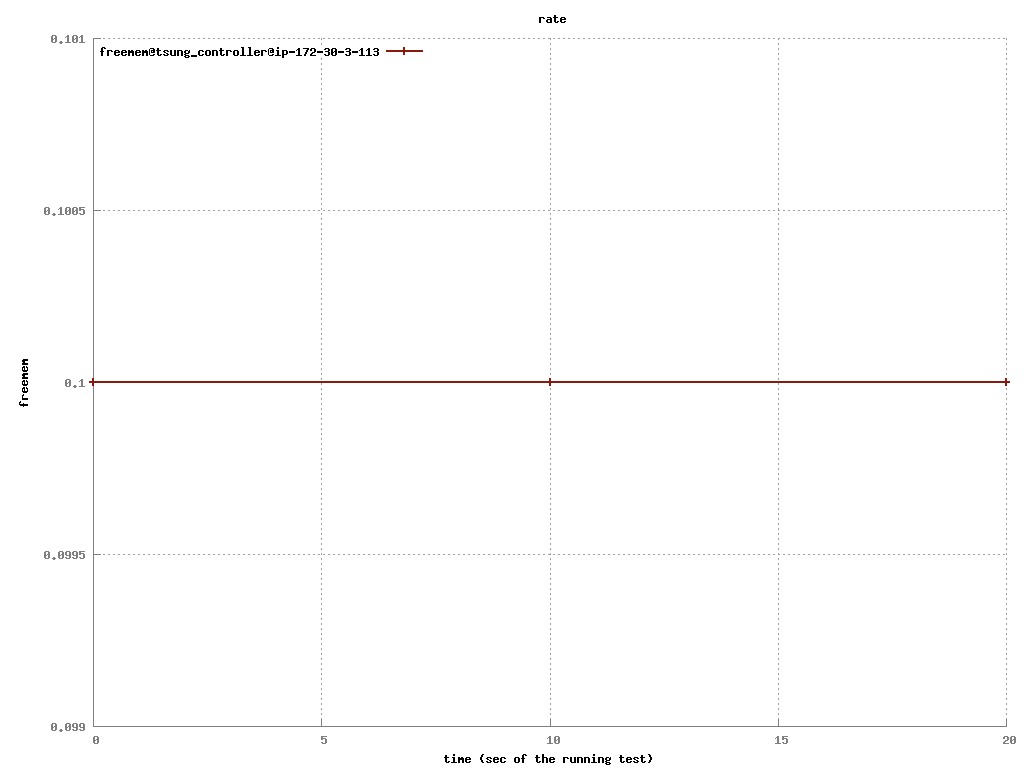 rate
0.101
freemem@tsung_controller@ip-172-30-3-113
0.1005
freemem
0.1
0.0995
0.099
0 5 10 15 20
time (sec of the running test)